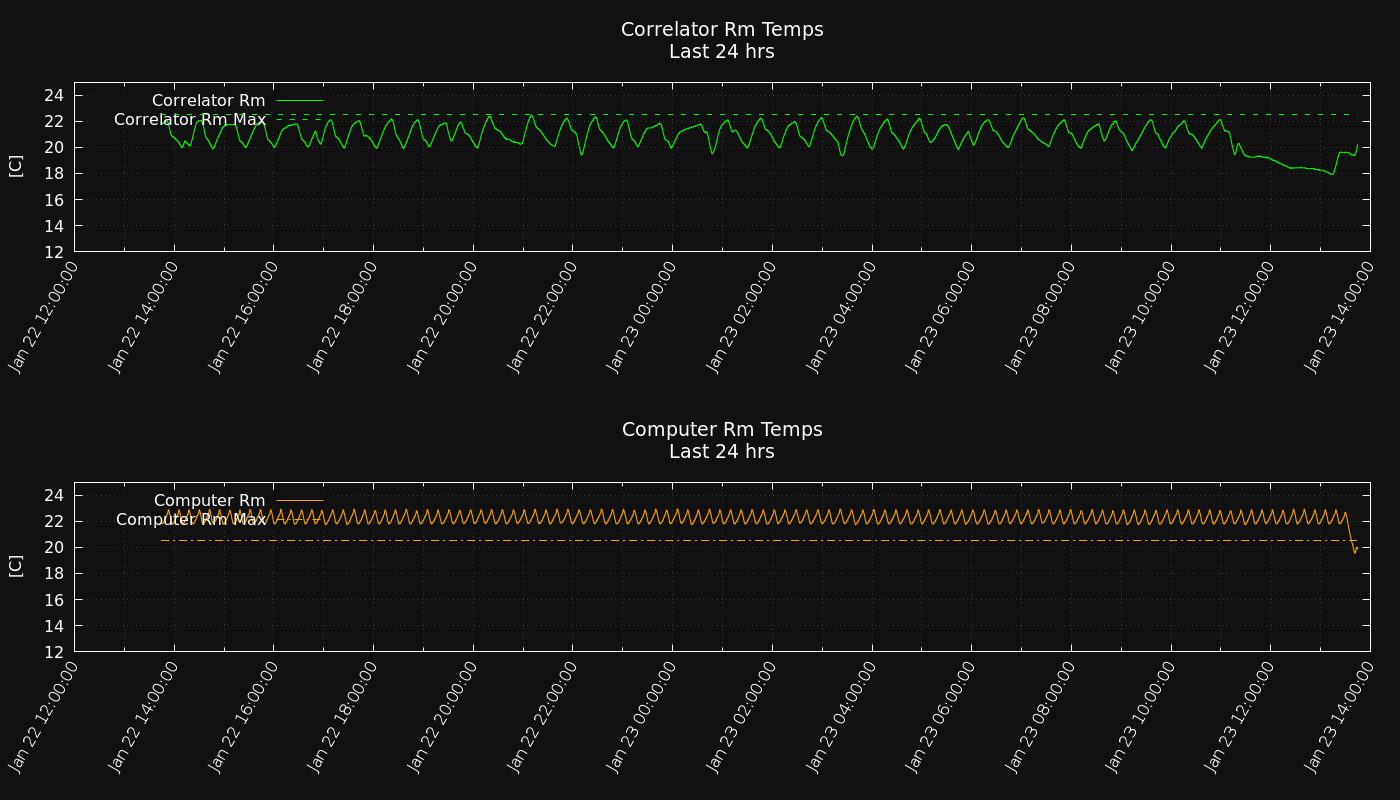 Correlator Rm Temps
Last 24 hrs
24
22
20
18
16
14
12
[C]
Correlator Rm
Correlator Rm Max
Jan 22 12:00:00
Jan 22 14:00:00
Jan 22 16:00:00
Jan 22 18:00:00
Jan 22 20:00:00
Jan 22 22:00:00
Jan 23 00:00:00
Jan 23 02:00:00
Jan 23 04:00:00
Jan 23 06:00:00
Jan 23 08:00:00
Jan 23 10:00:00
Jan 23 12:00:00
Jan 23 14:00:00
Computer Rm Temps
Last 24 hrs
24
22
20
18
16
14
12
[C]
Computer Rm
Computer Rm Max
Jan 22 12:00:00
Jan 22 14:00:00
Jan 22 16:00:00
Jan 22 18:00:00
Jan 22 20:00:00
Jan 22 22:00:00
Jan 23 00:00:00
Jan 23 02:00:00
Jan 23 04:00:00
Jan 23 06:00:00
Jan 23 08:00:00
Jan 23 10:00:00
Jan 23 12:00:00
Jan 23 14:00:00